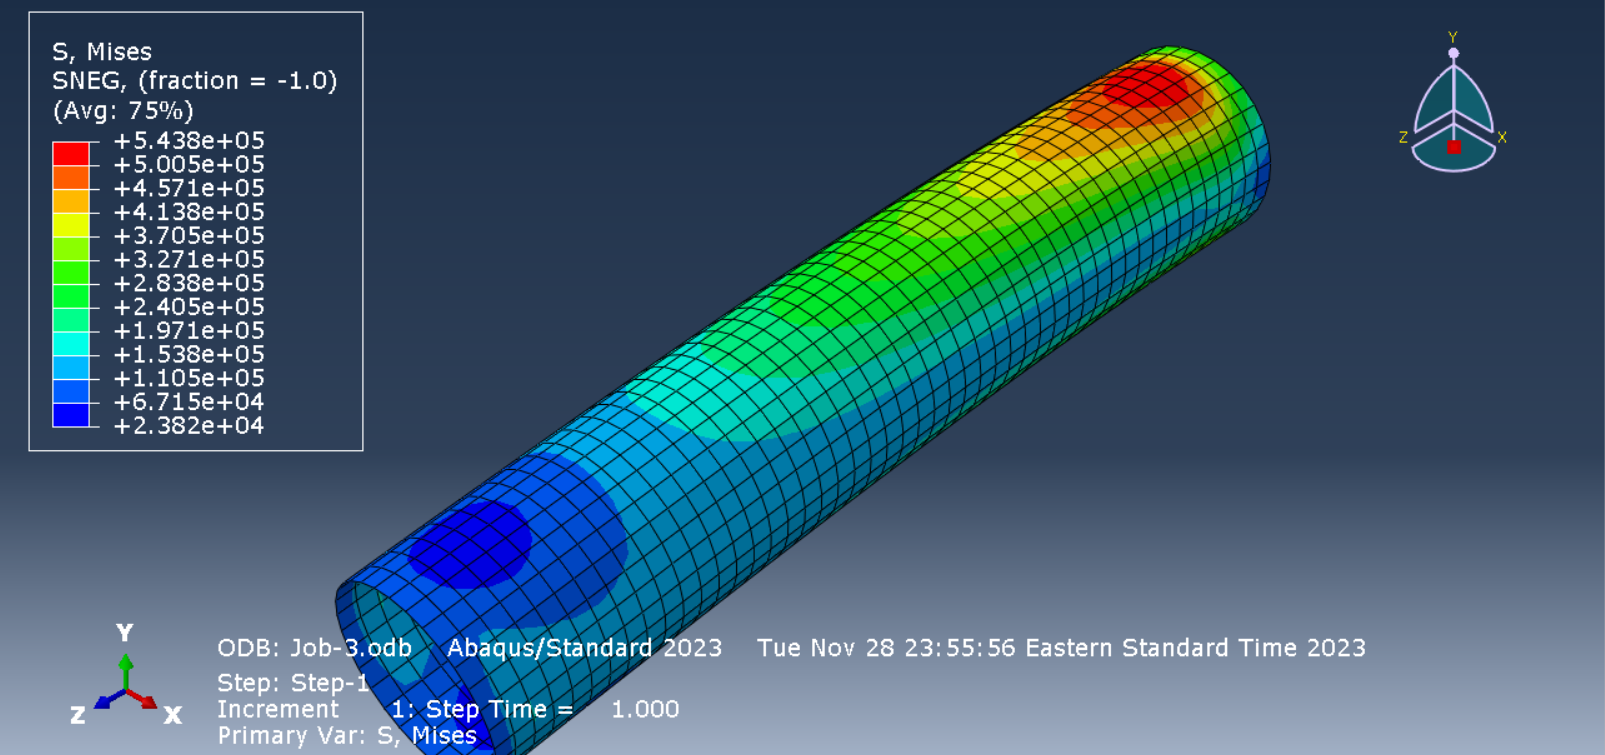 S, Mises
SNEG, (fraction = -1.0)
(Avg: 75%)
+5.438e+05
+5.005e+05
+4.571e+05
+4.138e+05
+3.705e+05
+3.271e+05
+2.838e+05
+2.405e+05
+1.971e+05
+1.538e+05
+1.105e+05
+6.715e+04
+2.382e+04
Y
Z
X
Y
Z
X
ODB: Job-3.odb Abaqus/Standard 2023 Tue Nov 28 23:55:56 Eastern Standard Time 2023
Step: Step-1
Increment 1: Step Time = 1.000
Primary Var: S, Mises